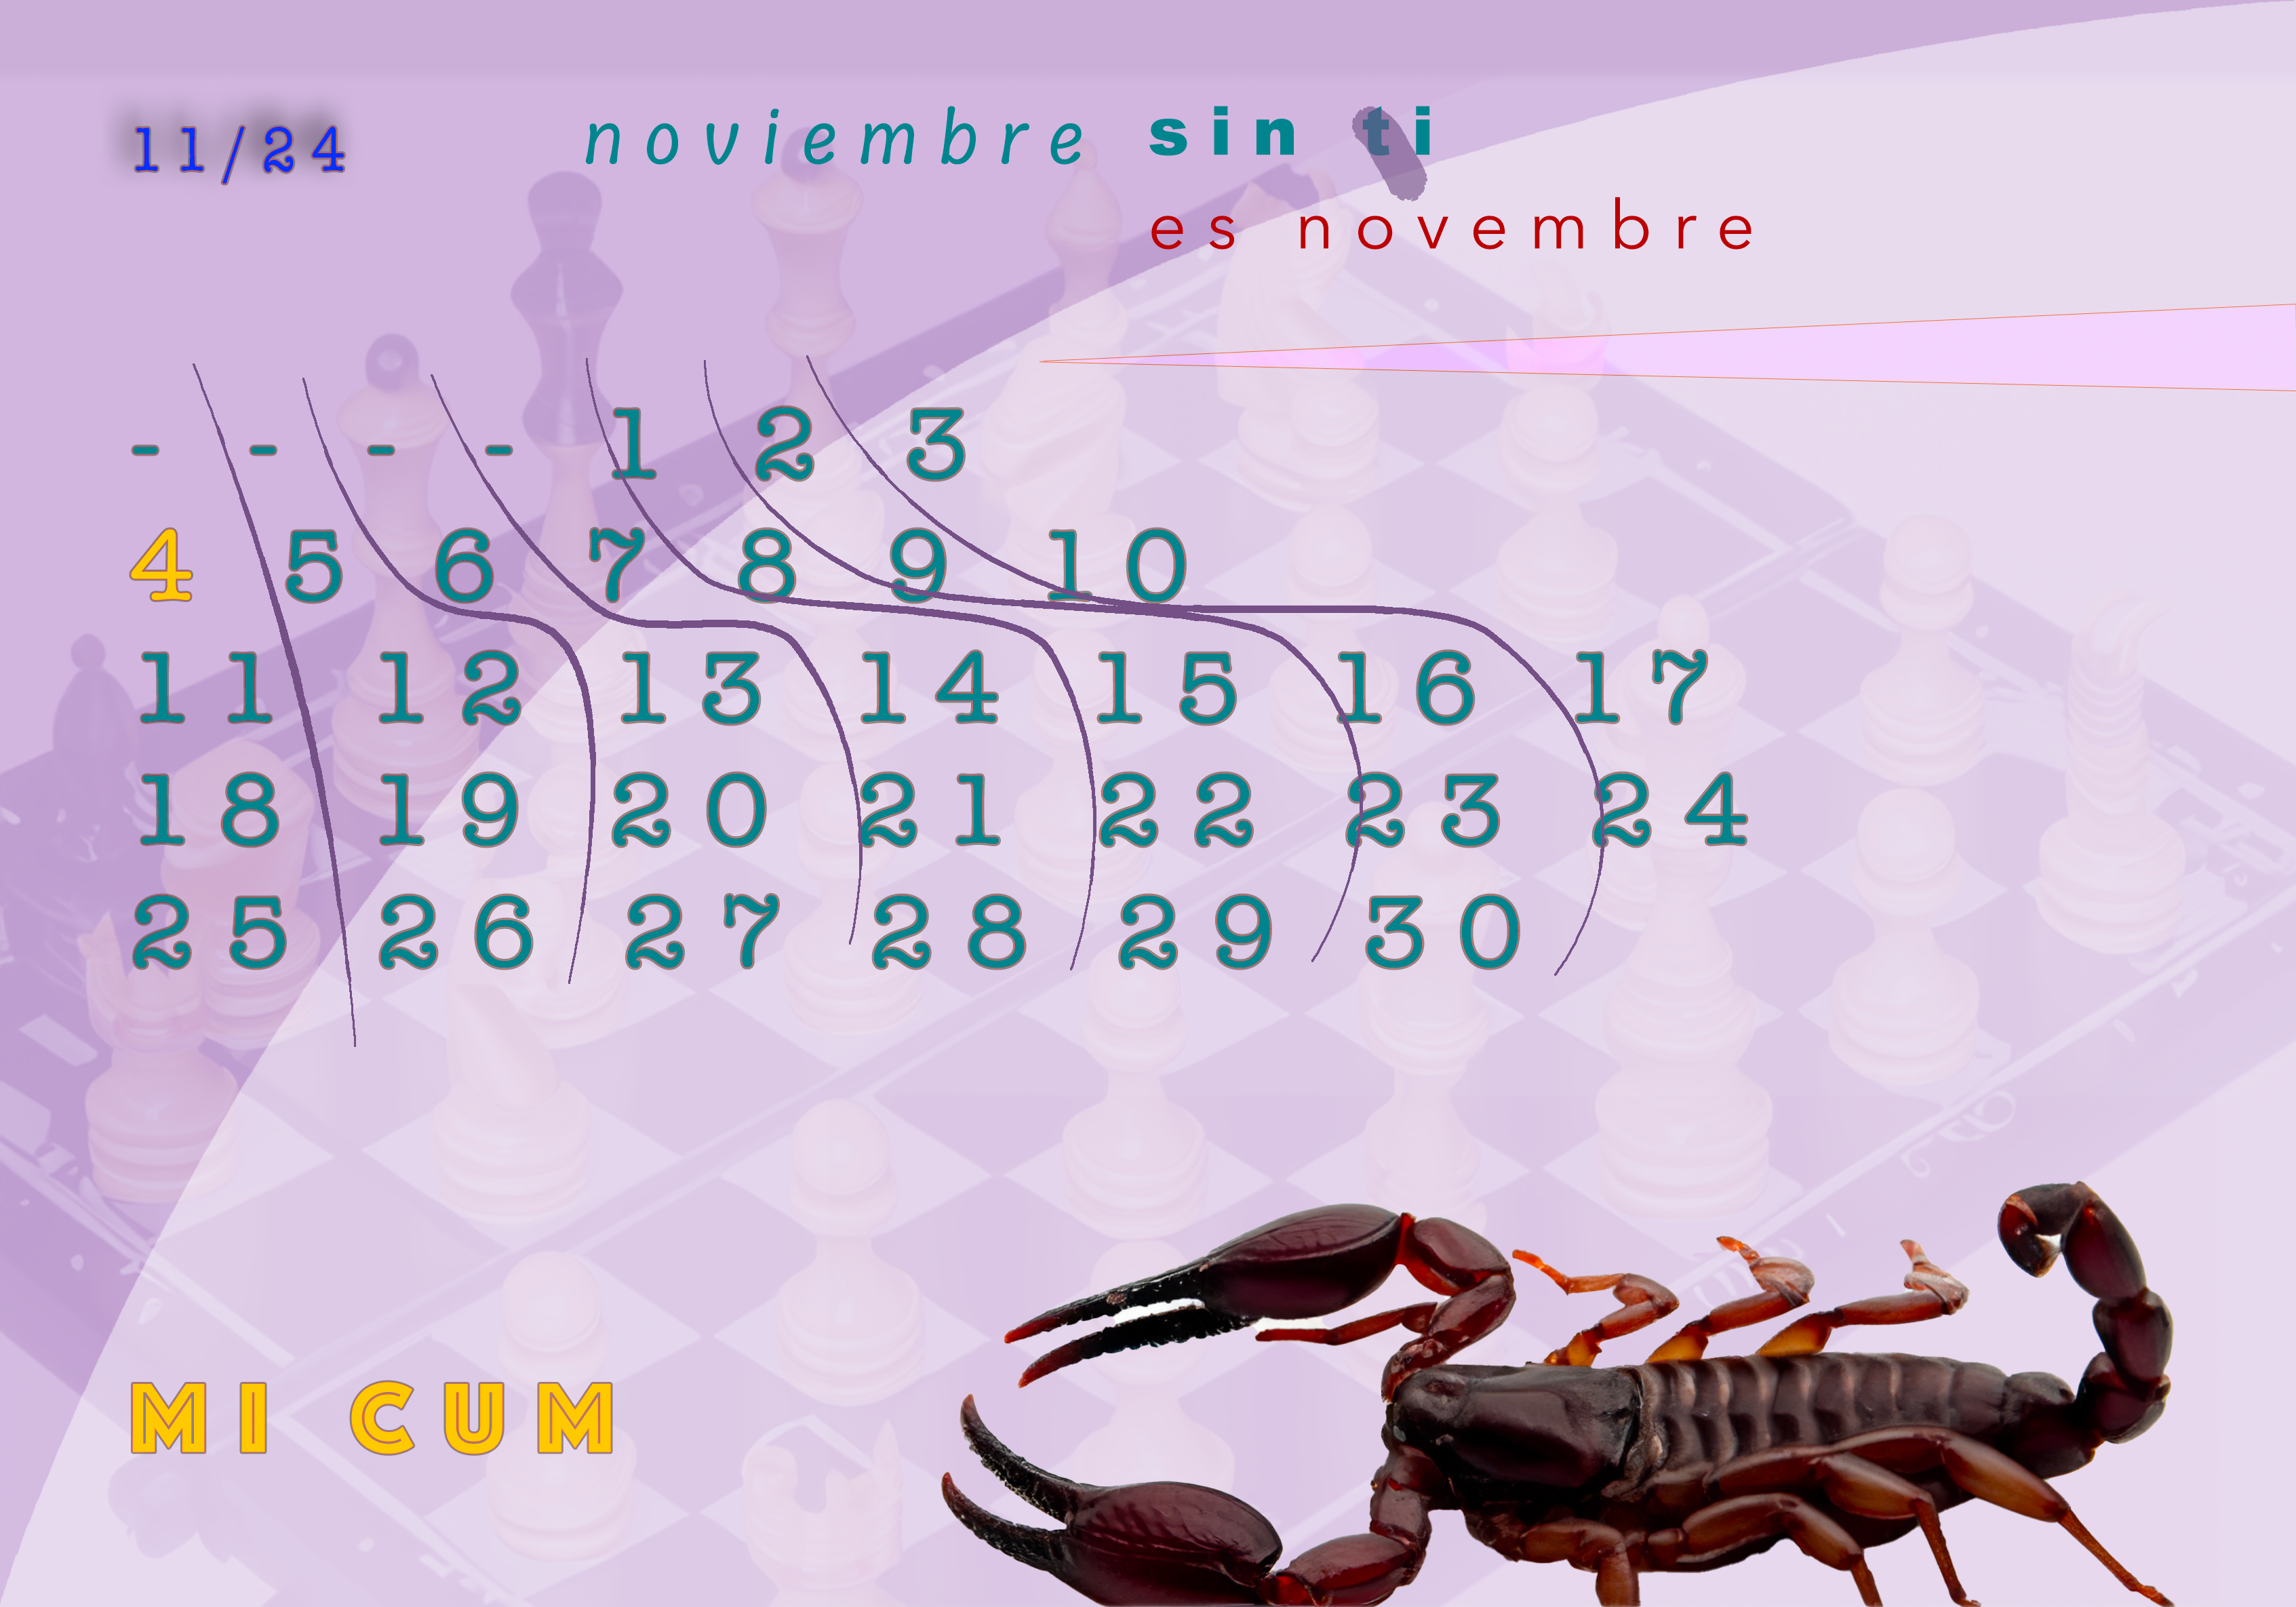 11/24
noviembre sin ti
es novembre
- - - - 1 2 3
4 5 6 7 8 9 10
11 12 13 14 15 16 17
18 19 20 21 22 23 24
25 26 27 28 29 30
MI CUM